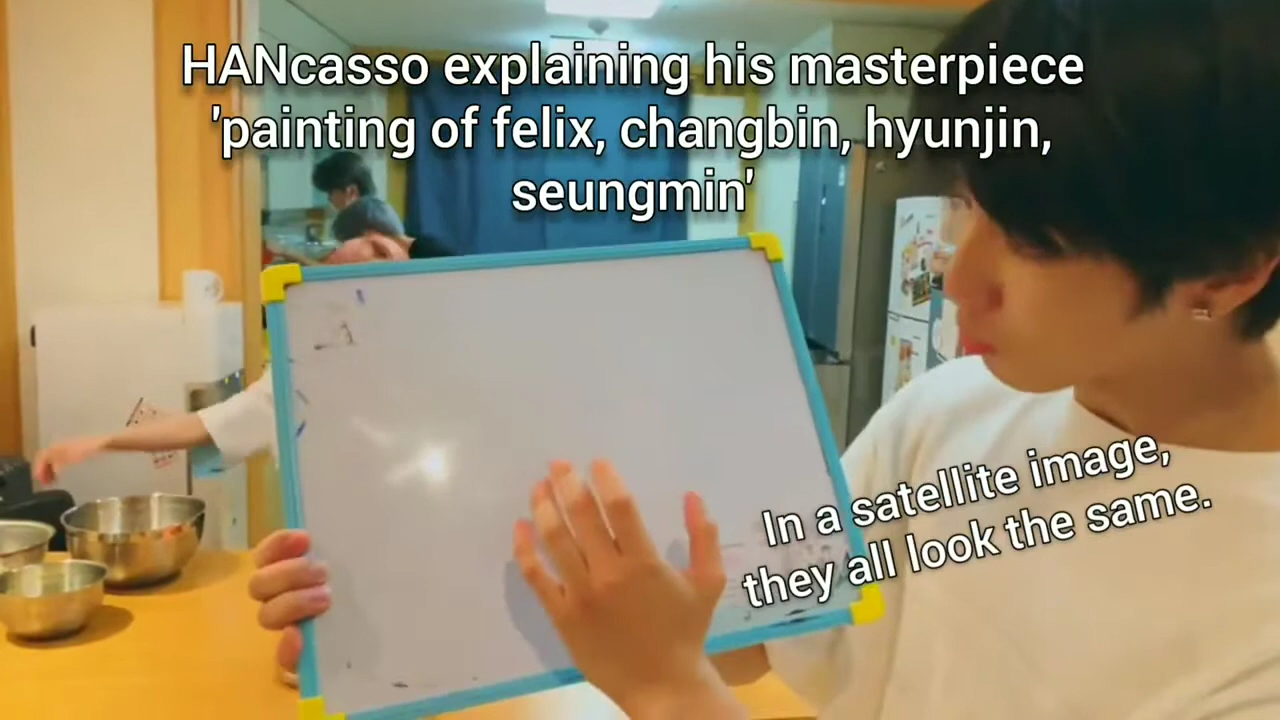 HANcasso explaining his masterpiece
'painting of felix, changbin, hyunjin,
seungmin'
In a satellite image,
they all look the same.